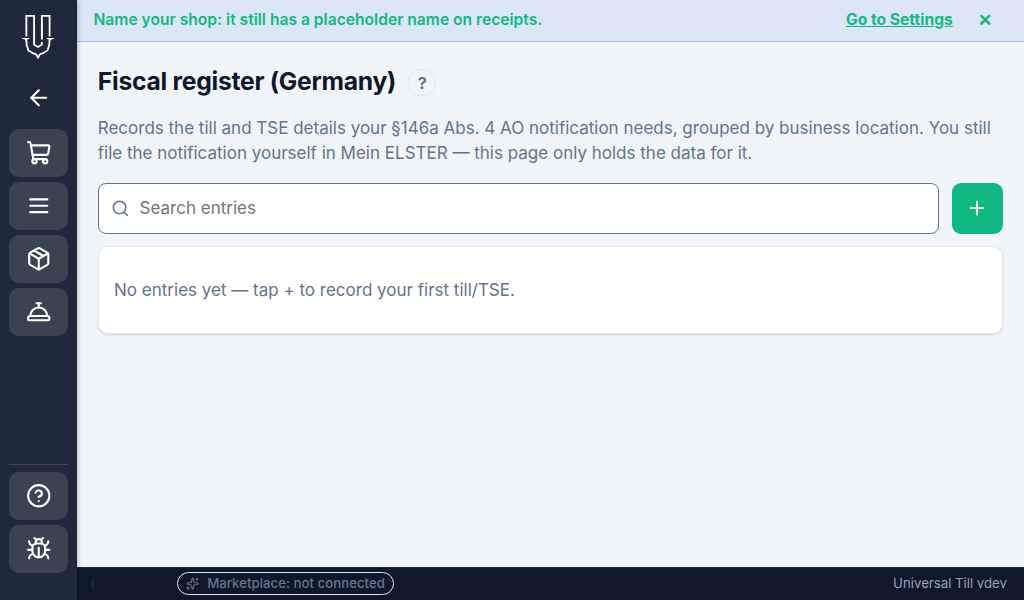 Name your shop: it still has a placeholder name on receipts.
Go to Settings ✕
Fiscal register (Germany) ?
Records the till and TSE details your §146a Abs. 4 AO notification needs, grouped by business location. You still
file the notification yourself in Mein ELSTER — this page only holds the data for it.
Search entries
No entries yet — tap + to record your first till/TSE.
Marketplace: not connected
Universal Till vdev